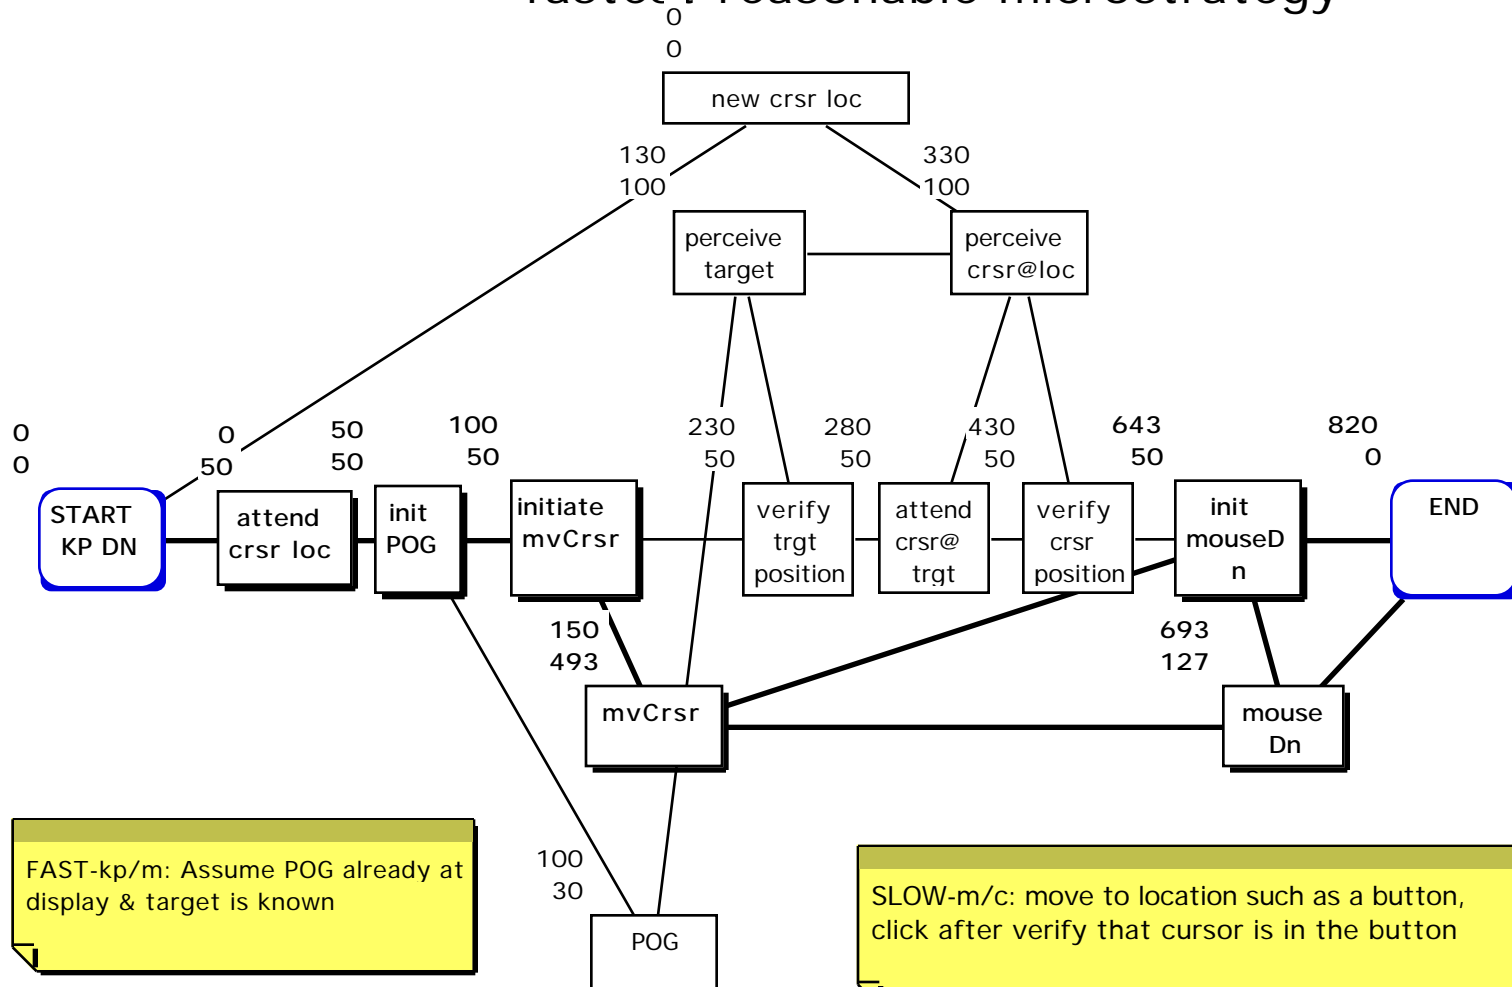 reasonable microstrategy
0
0
new crsr loc
130
100
330
100
perceive
target
perceive
crsr@loc
0
0
0
50
50
50
100
50
230
50
280
50
430
50
643
50
820
0
START
KP DN
attend
crsr loc
init
POG
initiate
mvCrsr
verify
trgt
position
attend
crsr@
trgt
verify
crsr
position
init
mouseD
n
END
150
493
693
127
mvCrsr
mouse
Dn
100
30
POG
FAST-kp/m: Assume POG already at
display & target is known
SLOW-m/c: move to location such as a button,
click after verify that cursor is in the button